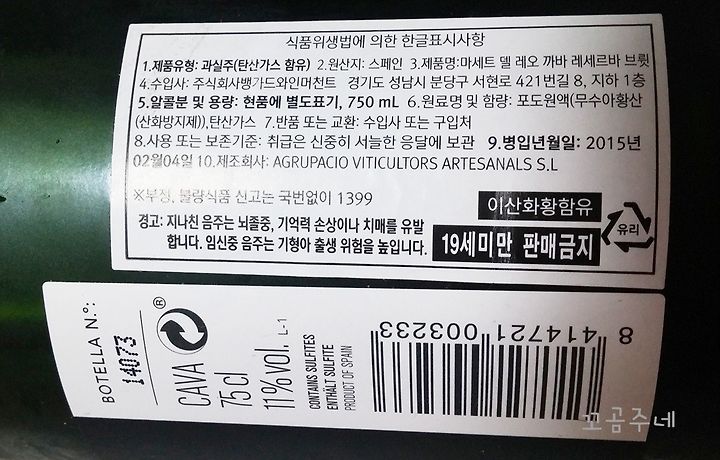 식품위생법에 의한 한글표시사항
1.제품유형: 과실주(탄산가스 함유) 2.원산지: 스페인 3.제품명:마세트 델 레오 까바 레세르바 브륏
4.수입사: 주식회사뱅가드와인머천트 경기도 성남시 분당구 서현로 421번길 8, 지하 1층
5.알콜분 및 용량: 현품에 별도표기, 750 mL 6.원료명 및 함량: 포도원액(무수아황산
(산화방지제)),탄산가스 7.반품 또는 교환: 수입사 또는 구입처
8.사용 또는 보존기준: 취급은 신중히 서늘한 응달에 보관 9.병입년월일: 2015년
02월04일 10.제조회사: AGRUPACIO VITICULTORS ARTESANALS S.L
※부정, 불량식품 신고는 국번없이 1399
이산화황함유
경고: 지나친 음주는 뇌졸중, 기억력 손상이나 치매를 유발
합니다. 임신중 음주는 기형아 출생 위험을 높입니다.
19세미만 판매금지
유리
BOTELLA N.º:
14073
®
CAVA
75 cl
11% vol. L-1
CONTAINS SULFITES
ENTHÄLT SULFITE
PRODUCT OF SPAIN
8 414721 003233
꼬곰주네